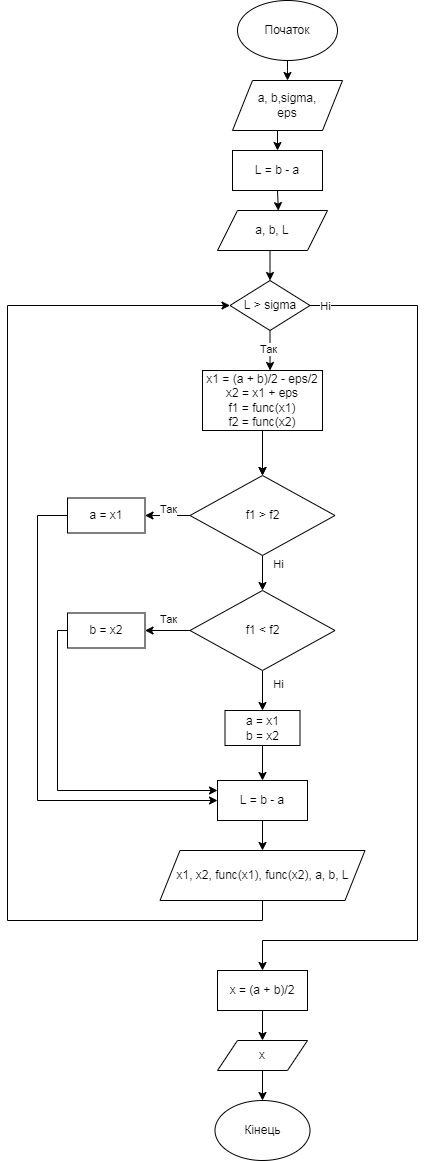 Початок
a, b,sigma,
eps
L = b - a
a, b, L
L > sigma
Ні
Так
x1 = (a + b)/2 - eps/2
x2 = x1 + eps
f1 = func(x1)
f2 = func(x2)
a = x1
Так
f1 > f2
Ні
b = x2
Так
f1 < f2
Ні
a = x1
b = x2
L = b - a
x1, x2, func(x1), func(x2), a, b, L
x = (a + b)/2
x
Кінець